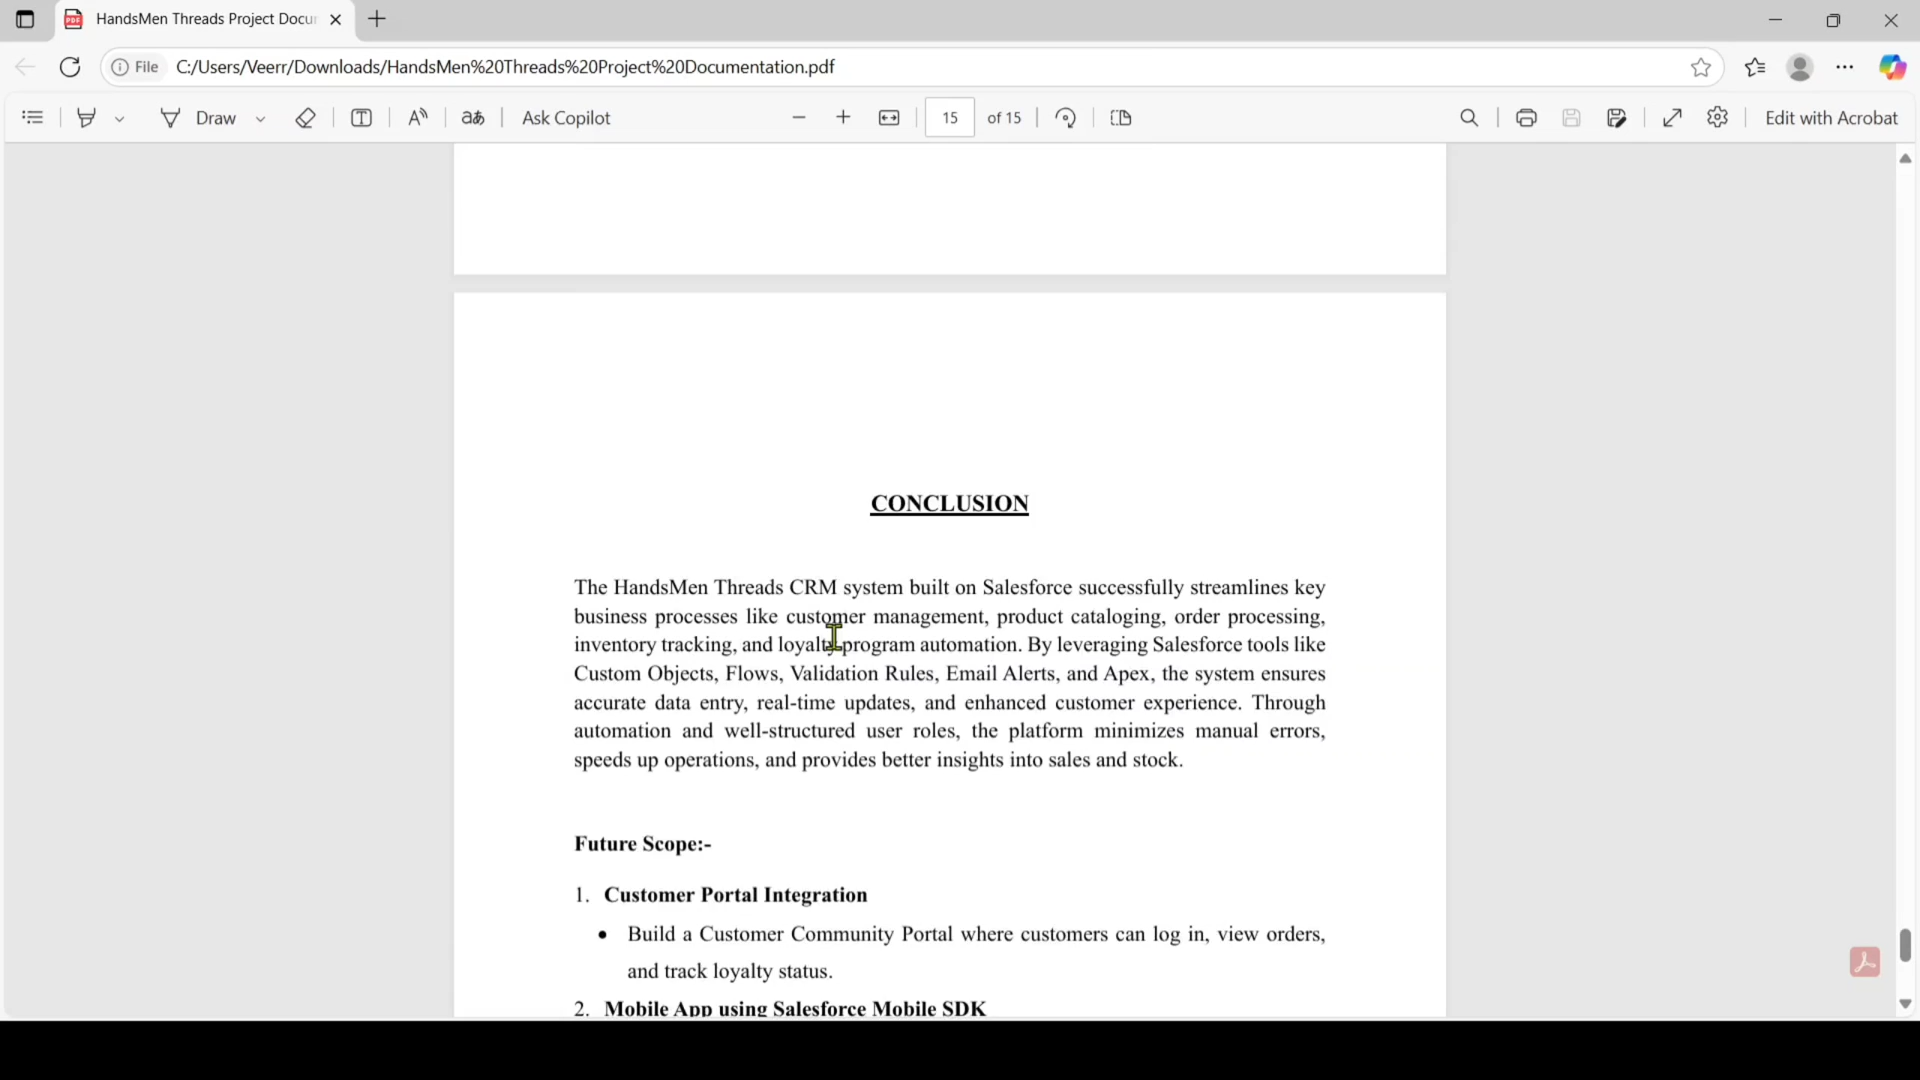 HandsMen Threads Project Docu
File
C:/Users/Veerr/Downloads/HandsMen%20Threads%20Project%20Documentation.pdf
Draw
Ask Copilot
15 of 15
Edit with Acrobat
CONCLUSION
The HandsMen Threads CRM system built on Salesforce successfully streamlines key
business processes like customer management, product cataloging, order processing,
inventory tracking, and loyalty program automation. By leveraging Salesforce tools like
Custom Objects, Flows, Validation Rules, Email Alerts, and Apex, the system ensures
accurate data entry, real-time updates, and enhanced customer experience. Through
automation and well-structured user roles, the platform minimizes manual errors,
speeds up operations, and provides better insights into sales and stock.
Future Scope:-
1. Customer Portal Integration
• Build a Customer Community Portal where customers can log in, view orders,
and track loyalty status.
2. Mobile App using Salesforce Mobile SDK